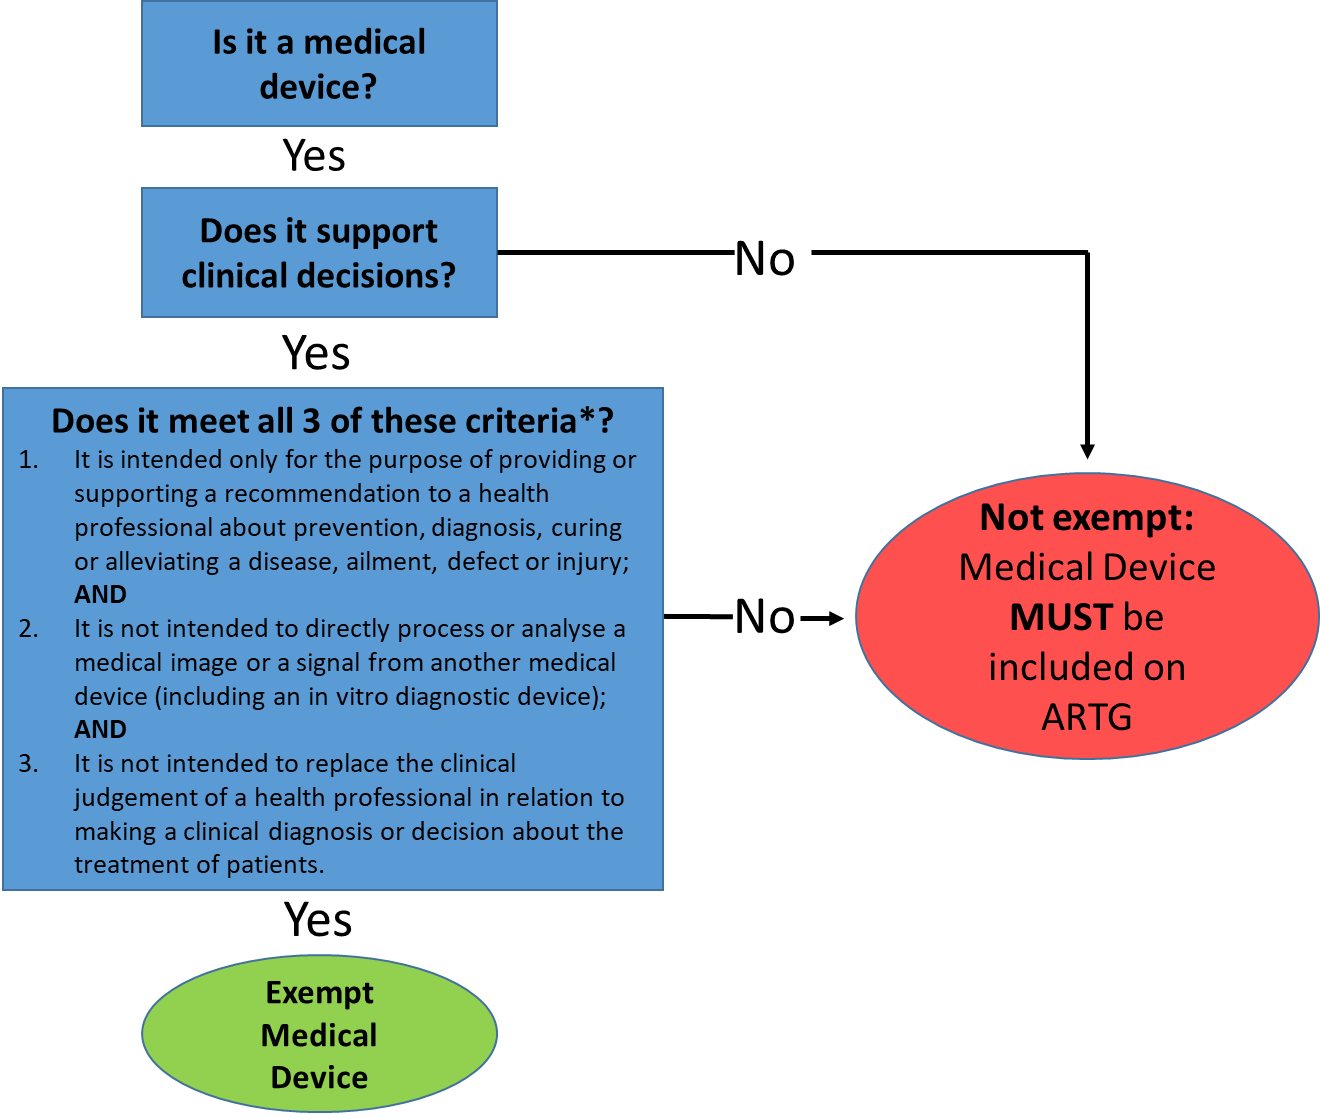 Is it a medical
device?
Yes
Does it support
clinical decisions?
No
Yes
Does it meet all 3 of these criteria*?
1. It is intended only for the purpose of providing or
supporting a recommendation to a health
professional about prevention, diagnosis, curing
or alleviating a disease, ailment, defect or injury;
AND
2. It is not intended to directly process or analyse a
medical image or a signal from another medical
device (including an in vitro diagnostic device);
AND
3. It is not intended to replace the clinical
judgement of a health professional in relation to
making a clinical diagnosis or decision about the
treatment of patients.
No
Not exempt:
Medical Device
MUST be
included on
ARTG
Yes
Exempt
Medical
Device